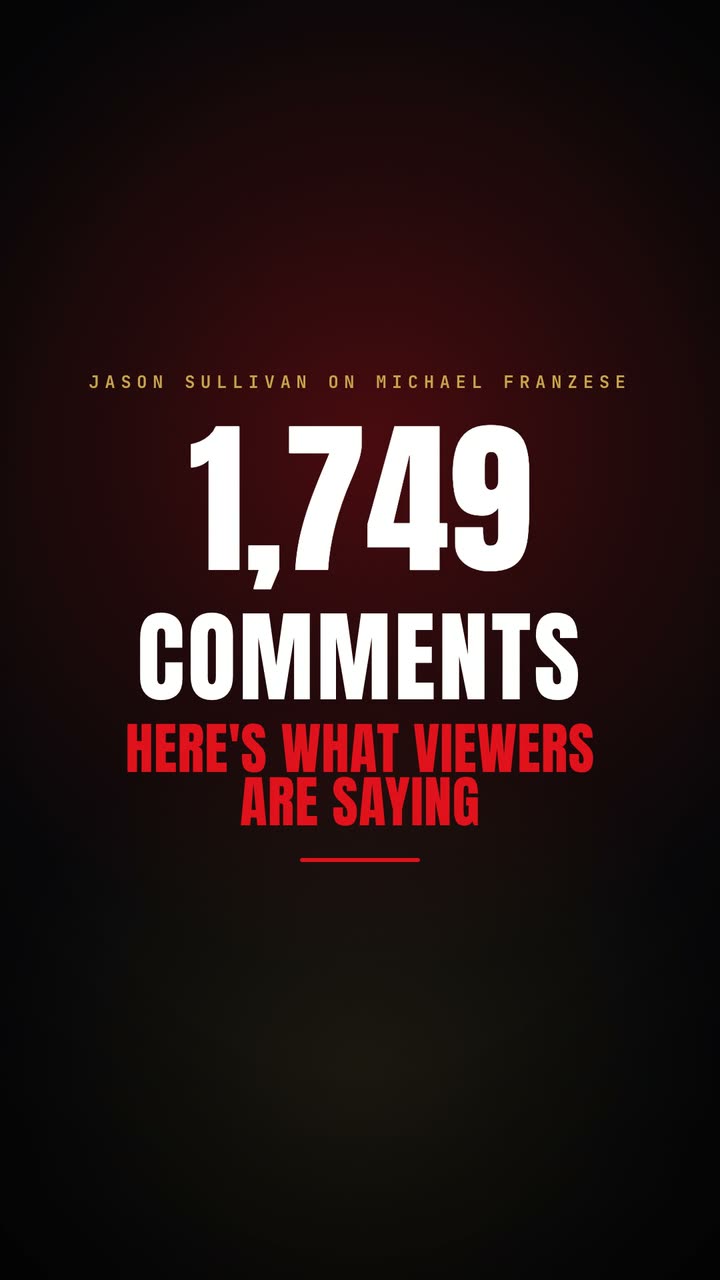 JASON SULLIVAN ON MICHAEL FRANZESE
1,749
COMMENTS
HERE'S WHAT VIEWERS
ARE SAYING